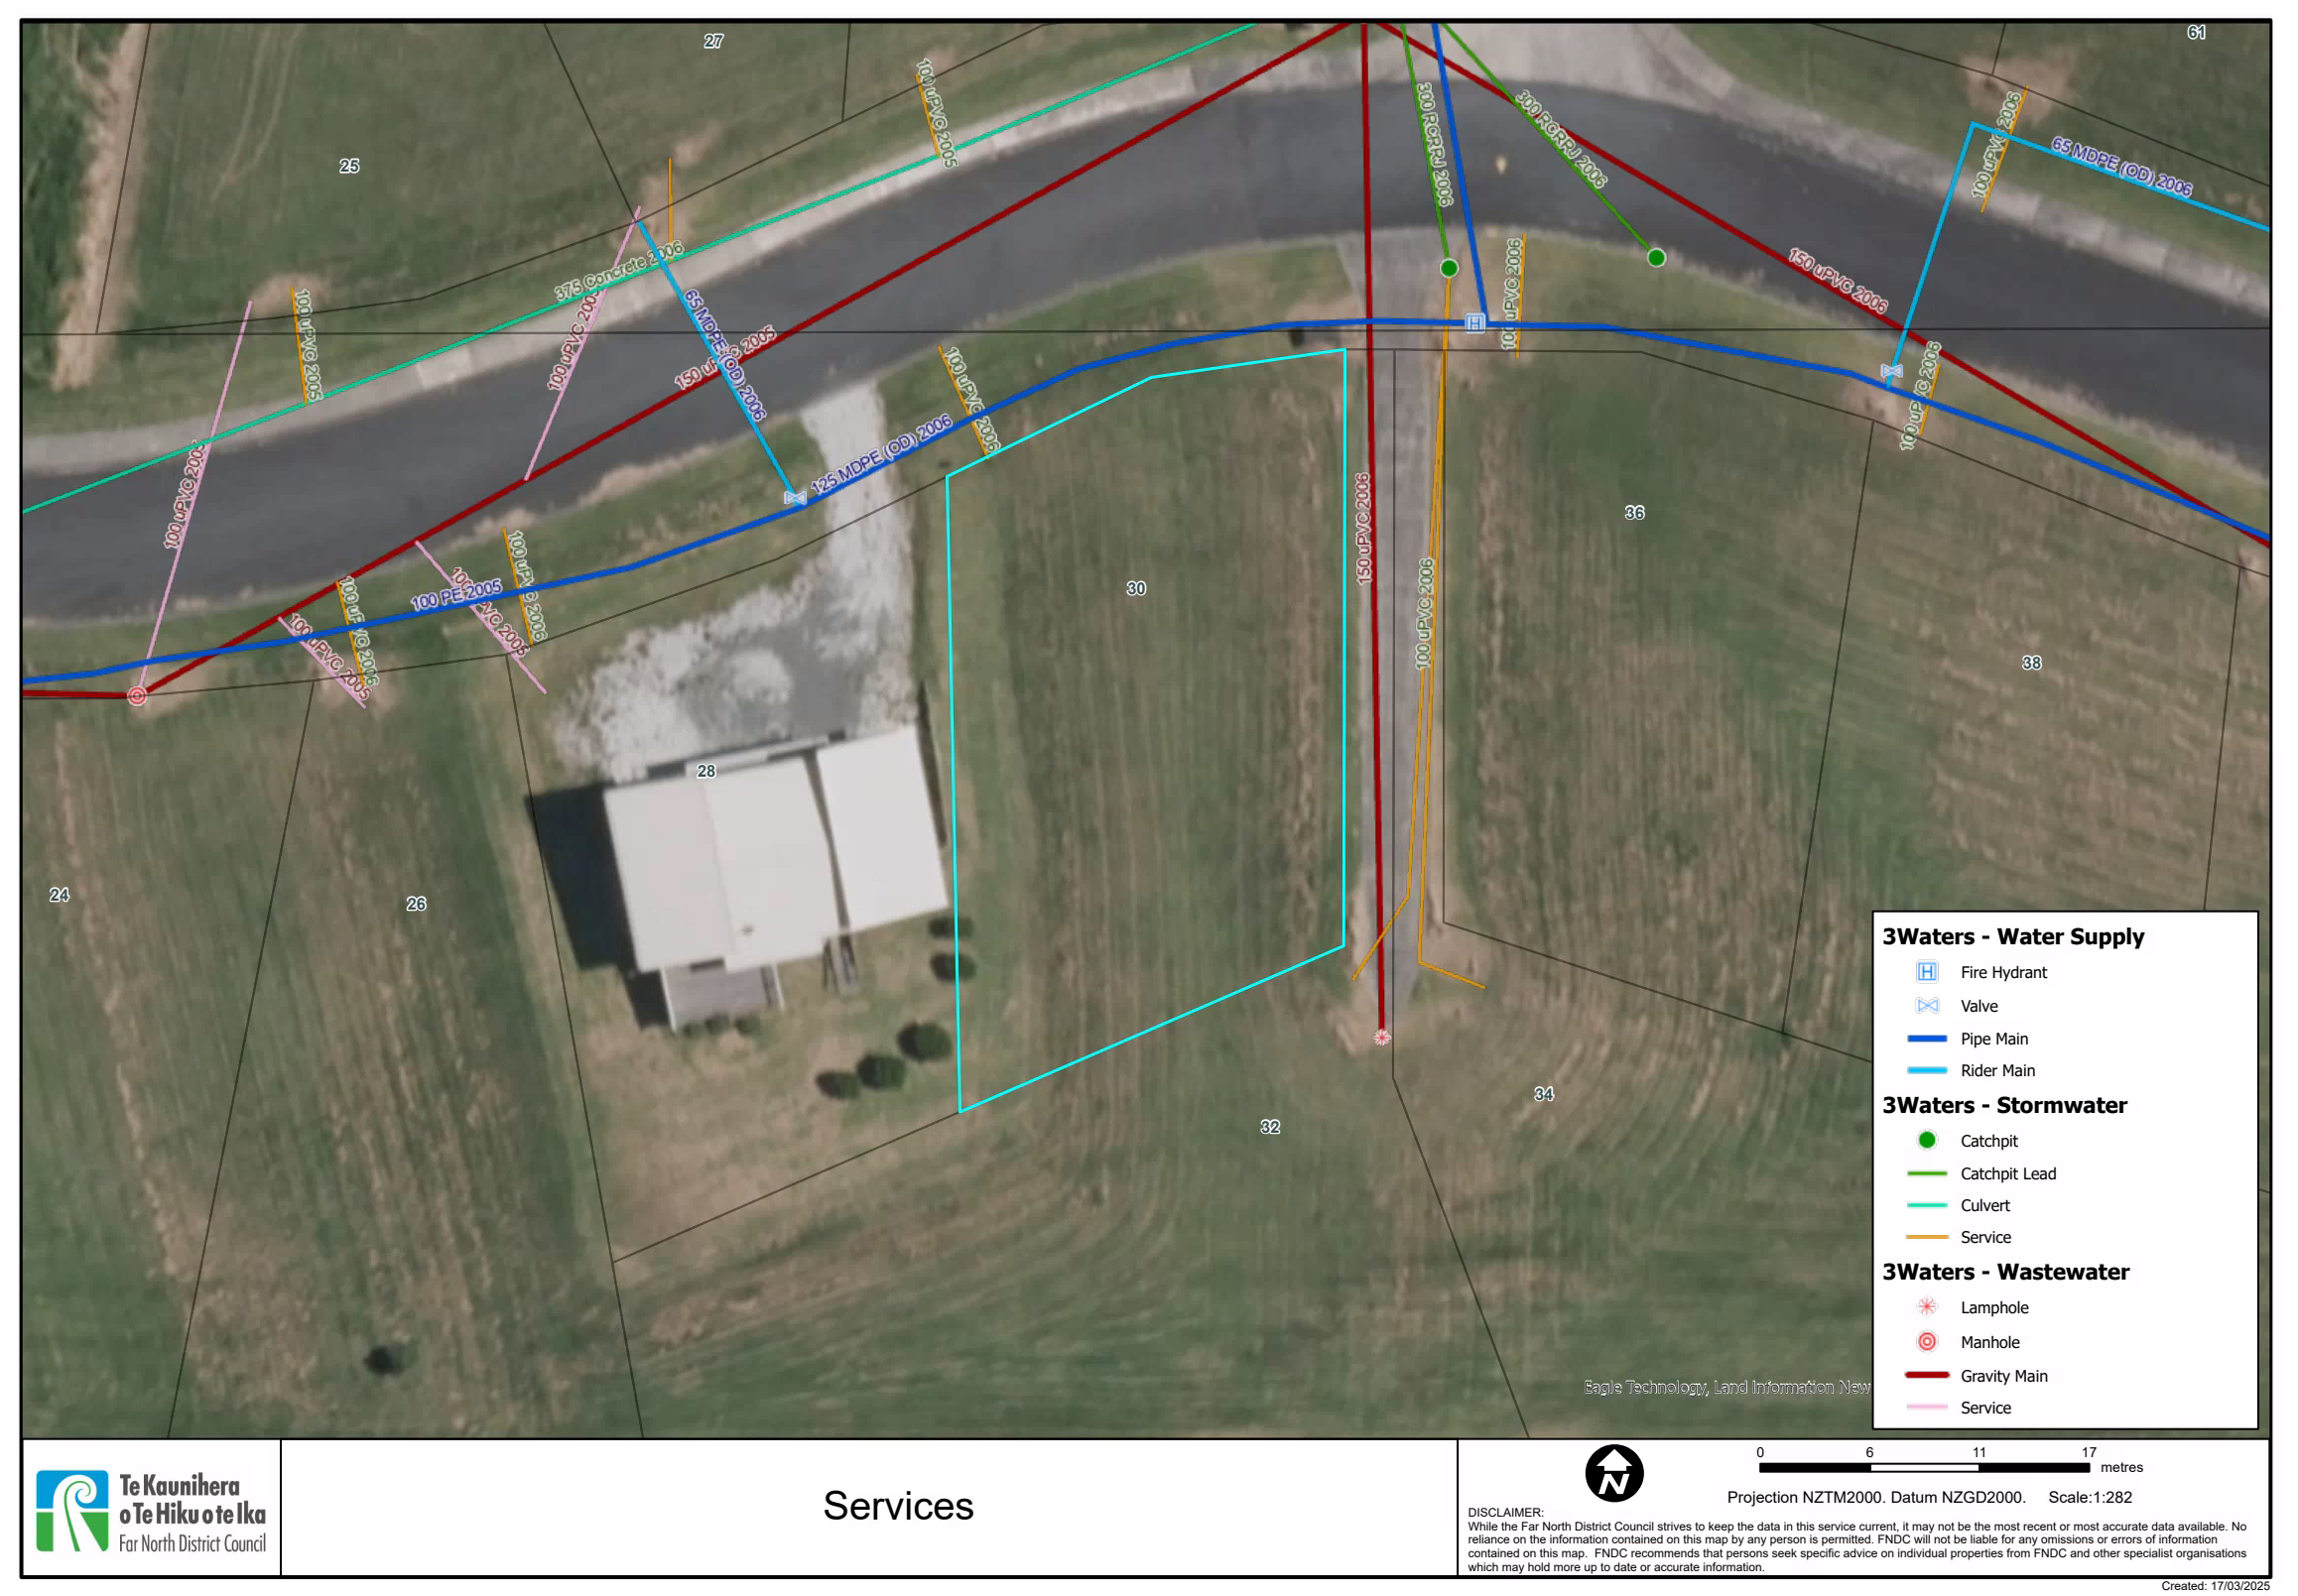 27
61
25
100 uPVC 2005
300 RCRRJ 2006
300 RCRRJ 2006
100 uPVC 2006
65 MDPE (OD) 2006
375 Concrete 2006
100 uPVC 2005
100 uPVC 200
65 MDPE (OD) 2006
150 uPVC 2005
100 uPVC 2006
100 uPVC 2006
150 uPVC 2006
100 uPVC 2006
125 MDPE (OD) 2006
100 uPVC 200
150 uPVC 2006
36
100 uPVC 2006
100 PE 2005
100 uPVC 2006
100 uPVC 2005
30
100 uPVC 2006
38
28
24
26
34
32
3Waters - Water Supply
Fire Hydrant
Valve
Pipe Main
Rider Main
3Waters - Stormwater
Catchpit
Catchpit Lead
Culvert
Service
3Waters - Wastewater
Lamphole
Manhole
Gravity Main
Service
Eagle Technology, Land Information New
Te Kaunihera
o Te Hiku o te Ika
Far North District Council
Services
N
0 6 11 17
metres
Projection NZTM2000. Datum NZGD2000. Scale:1:282
DISCLAIMER:
While the Far North District Council strives to keep the data in this service current, it may not be the most recent or most accurate data available. No
reliance on the information contained on this map by any person is permitted. FNDC will not be liable for any omissions or errors of information
contained on this map. FNDC recommends that persons seek specific advice on individual properties from FNDC and other specialist organisations
which may hold more up to date or accurate information.
Created: 17/03/2025